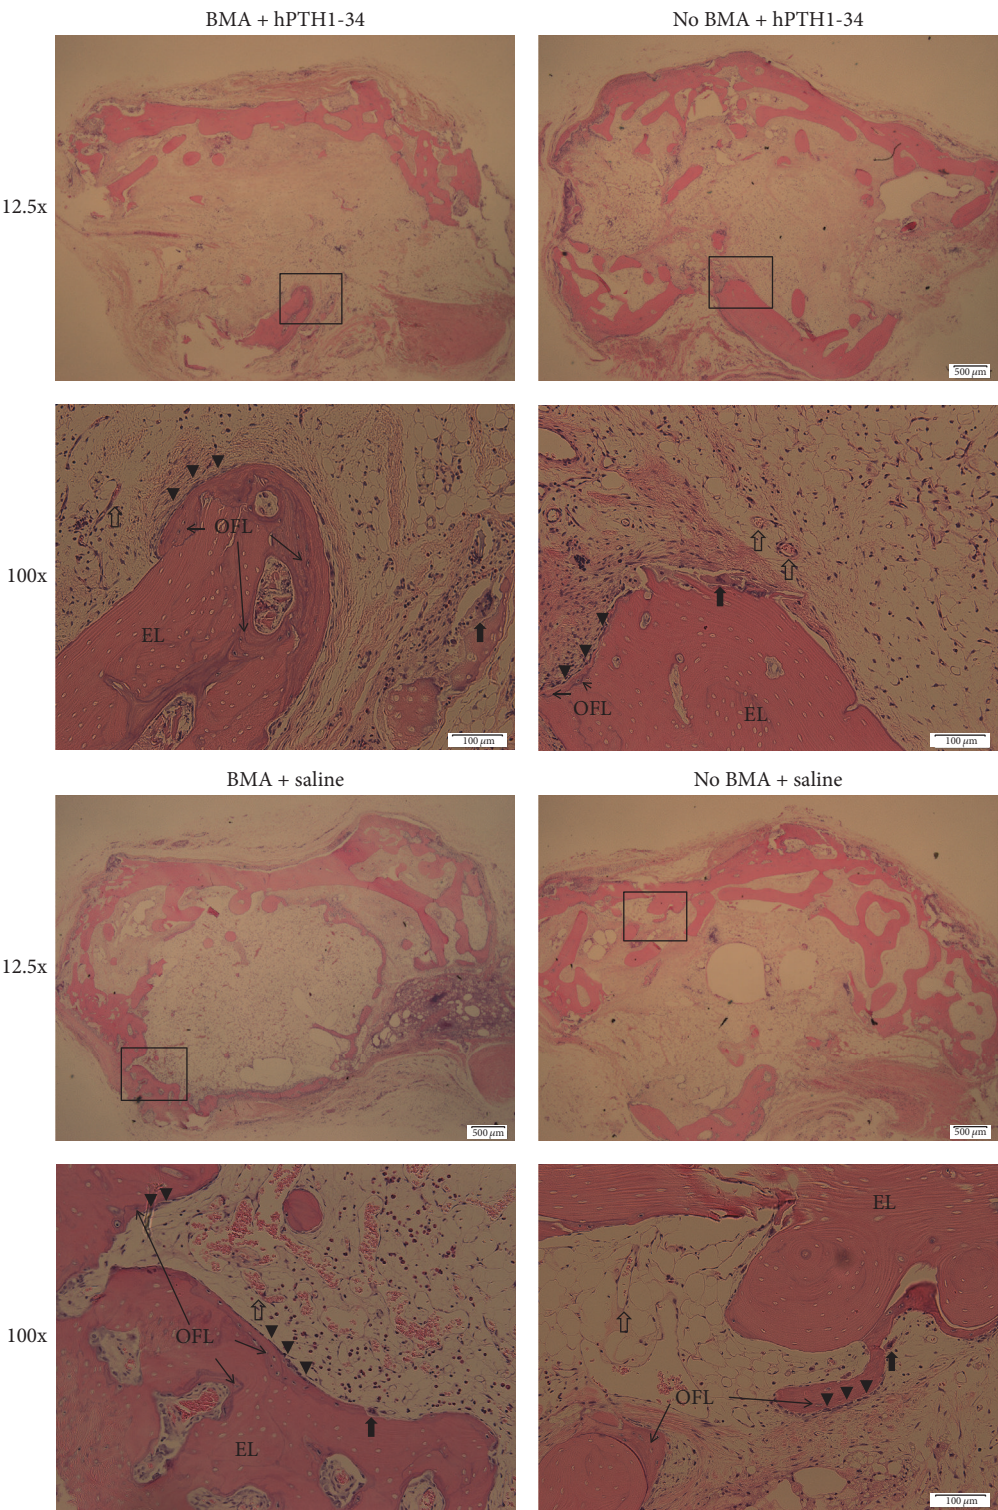 BMA + hPTH1-34
No BMA + hPTH1-34
12.5x
500 μm
100x
OFL
EL
100 μm
OFL
EL
100 μm
BMA + saline
No BMA + saline
12.5x
500 μm
500 μm
100x
OFL
EL
EL
OFL
100 μm